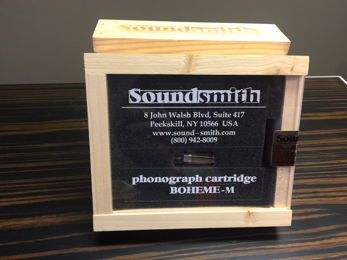 Soundsmith
Soundsmith
8 John Walsh Blvd, Suite 417
Peekskill, NY 10566 USA
www.sound-smith.com
(800) 942-8009
Sounds
phonograph cartridge
BOHEME-M